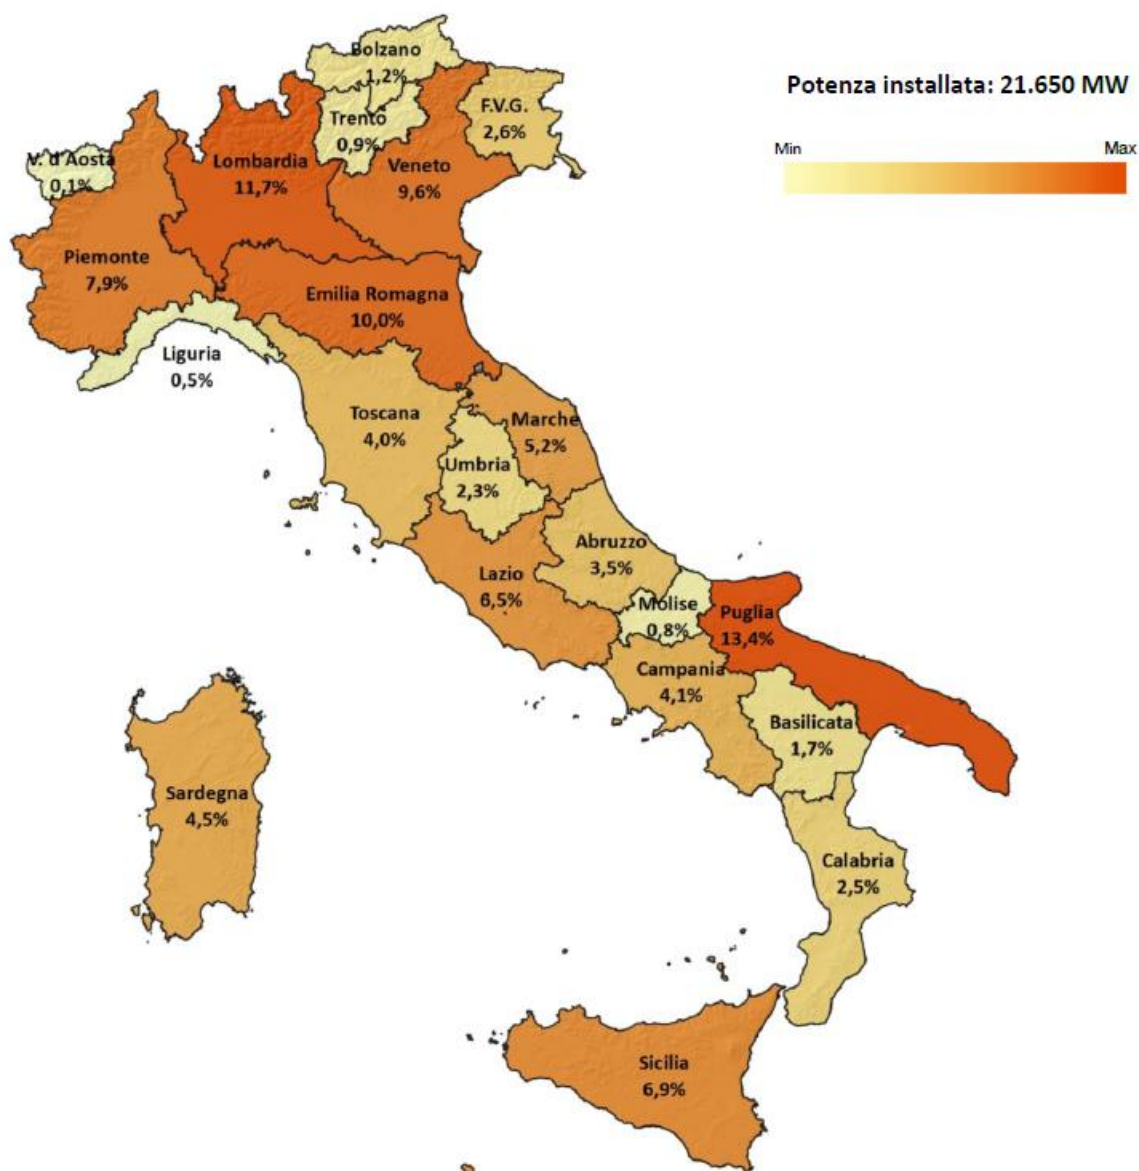 Potenza installata: 21.650 MW
Min
Max
Bolzano
1,2%
Trento
0,9%
F.V.G.
2,6%
V. d'Aosta
0,1%
Lombardia
11,7%
Veneto
9,6%
Piemonte
7,9%
Emilia Romagna
10,0%
Liguria
0,5%
Toscana
4,0%
Marche
5,2%
Umbria
2,3%
Abruzzo
3,5%
Lazio
6,5%
Molise
0,8%
Puglia
13,4%
Campania
4,1%
Basilicata
1,7%
Sardegna
4,5%
Calabria
2,5%
Sicilia
6,9%